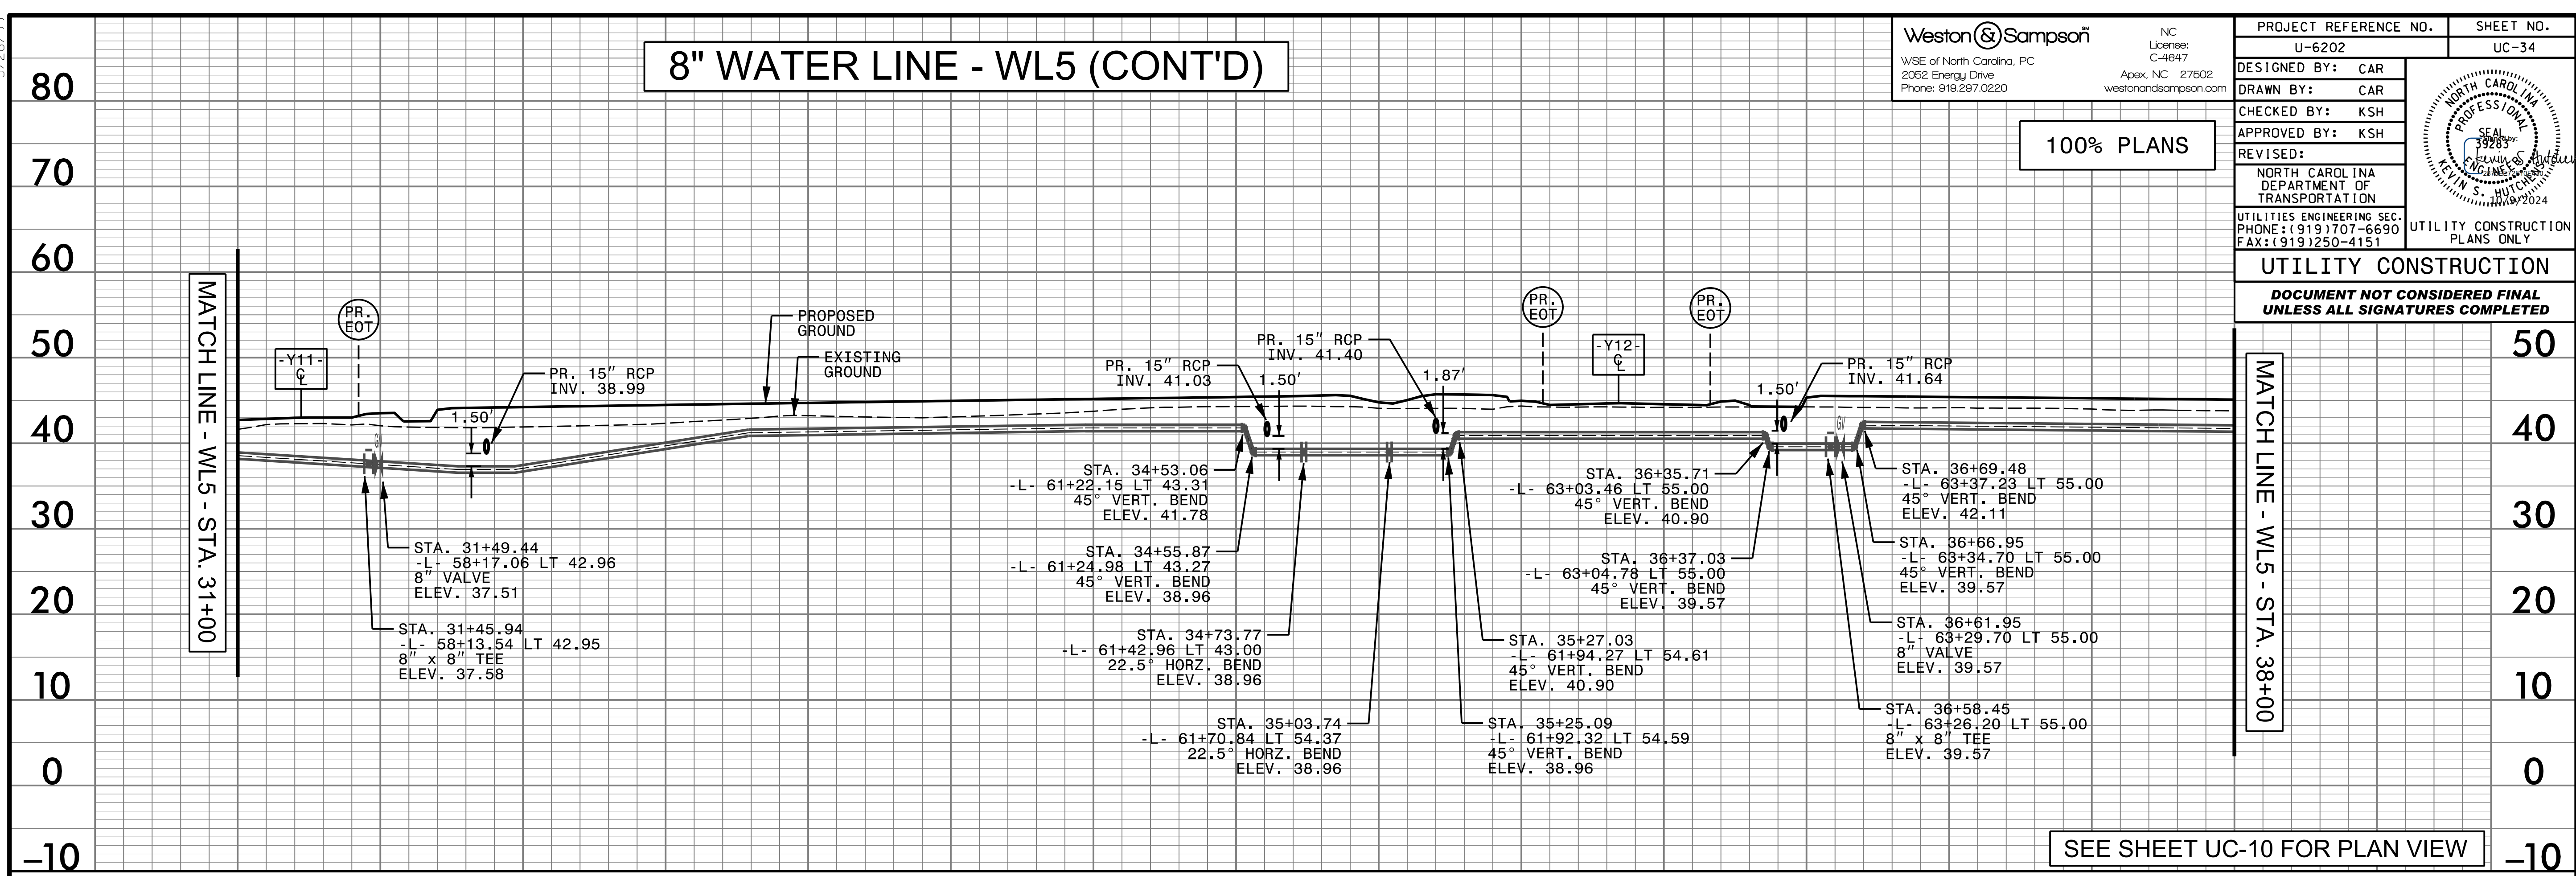 8" WATER LINE - WL5 (CONT'D)
Weston & Sampson
SM
WSE of North Carolina, PC
2052 Energy Drive
Phone: 919.297.0220
NC
License:
C-4647
Apex, NC 27502
westonandsampson.com
PROJECT REFERENCE NO.
SHEET NO.
U-6202
UC-34
DESIGNED BY: CAR
DRAWN BY: CAR
CHECKED BY: KSH
APPROVED BY: KSH
REVISED:
NORTH CAROLINA
DEPARTMENT OF
TRANSPORTATION
UTILITIES ENGINEERING SEC.
PHONE:(919)707-6690
FAX:(919)250-4151
NORTH CAROLINA
PROFESSIONAL
SEAL
39283
ENGINEER
KEVIN S. HUTCHENS
10/9/2024
UTILITY CONSTRUCTION
PLANS ONLY
UTILITY CONSTRUCTION
DOCUMENT NOT CONSIDERED FINAL
UNLESS ALL SIGNATURES COMPLETED
100% PLANS
80
70
60
50
40
30
20
10
0
-10
MATCH LINE - WL5 - STA. 31+00
-Y11-
CL
PR.
EOT
1.50'
PR. 15" RCP
INV. 38.99
GV
PROPOSED
GROUND
EXISTING
GROUND
STA. 31+49.44
-L- 58+17.06 LT 42.96
8" VALVE
ELEV. 37.51
STA. 31+45.94
-L- 58+13.54 LT 42.95
8" x 8" TEE
ELEV. 37.58
PR. 15" RCP
INV. 41.03
1.50'
PR. 15" RCP
INV. 41.40
1.87'
STA. 34+53.06
-L- 61+22.15 LT 43.31
45° VERT. BEND
ELEV. 41.78
STA. 34+55.87
-L- 61+24.98 LT 43.27
45° VERT. BEND
ELEV. 38.96
STA. 34+73.77
-L- 61+42.96 LT 43.00
22.5° HORZ. BEND
ELEV. 38.96
STA. 35+03.74
-L- 61+70.84 LT 54.37
22.5° HORZ. BEND
ELEV. 38.96
STA. 35+27.03
-L- 61+94.27 LT 54.61
45° VERT. BEND
ELEV. 40.90
STA. 35+25.09
-L- 61+92.32 LT 54.59
45° VERT. BEND
ELEV. 38.96
PR.
EOT
-Y12-
CL
PR.
EOT
1.50'
PR. 15" RCP
INV. 41.64
GV
STA. 36+35.71
-L- 63+03.46 LT 55.00
45° VERT. BEND
ELEV. 40.90
STA. 36+37.03
-L- 63+04.78 LT 55.00
45° VERT. BEND
ELEV. 39.57
STA. 36+69.48
-L- 63+37.23 LT 55.00
45° VERT. BEND
ELEV. 42.11
STA. 36+66.95
-L- 63+34.70 LT 55.00
45° VERT. BEND
ELEV. 39.57
STA. 36+61.95
-L- 63+29.70 LT 55.00
8" VALVE
ELEV. 39.57
STA. 36+58.45
-L- 63+26.20 LT 55.00
8" x 8" TEE
ELEV. 39.57
MATCH LINE - WL5 - STA. 38+00
50
40
30
20
10
0
-10
SEE SHEET UC-10 FOR PLAN VIEW